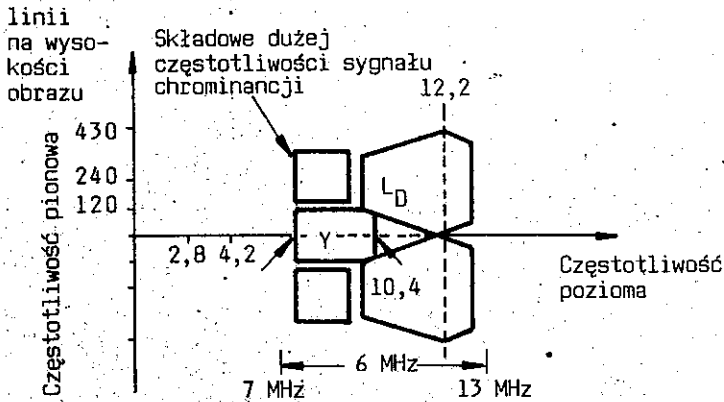 linii
na wyso-
kości
obrazu
Składowe dużej
częstotliwości sygnału
chrominancji
12,2
430
240
120
Częstotliwość pionowa
L_D
Y
2,8 4,2
10,4
Częstotliwość
pozioma
6 MHz
7 MHz
13 MHz